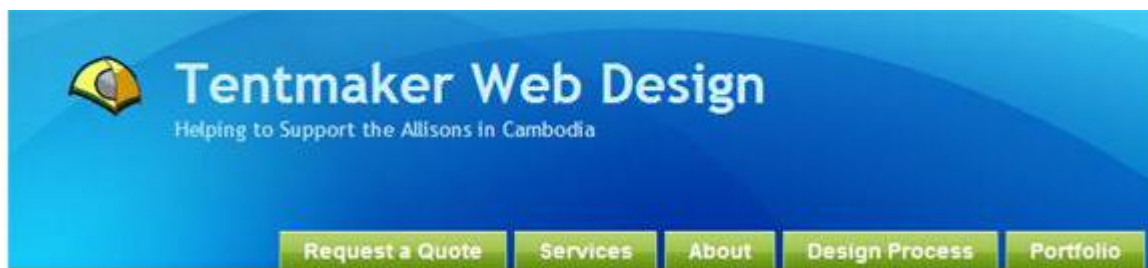 Tentmaker Web Design
Helping to Support the Allisons in Cambodia
Request a Quote Services About Design Process Portfolio